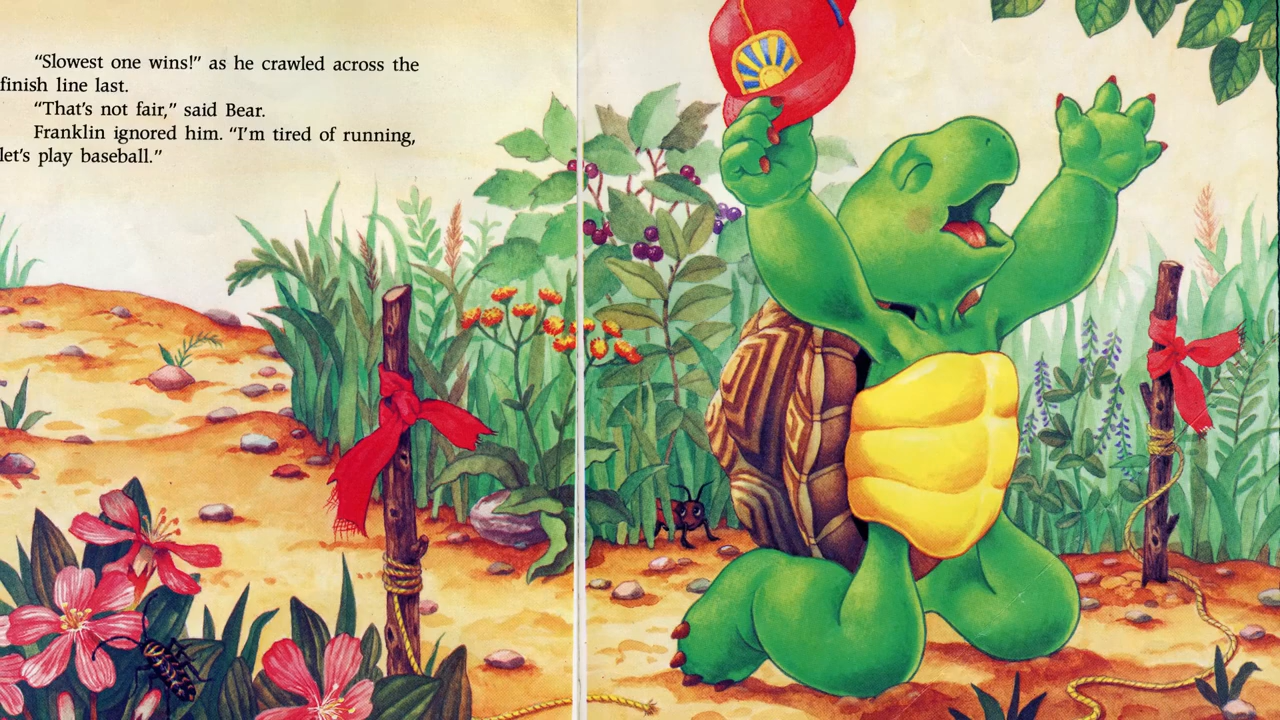 “Slowest one wins!” as he crawled across the
finish line last.
“That’s not fair,” said Bear.
Franklin ignored him. “I’m tired of running,
let’s play baseball.”